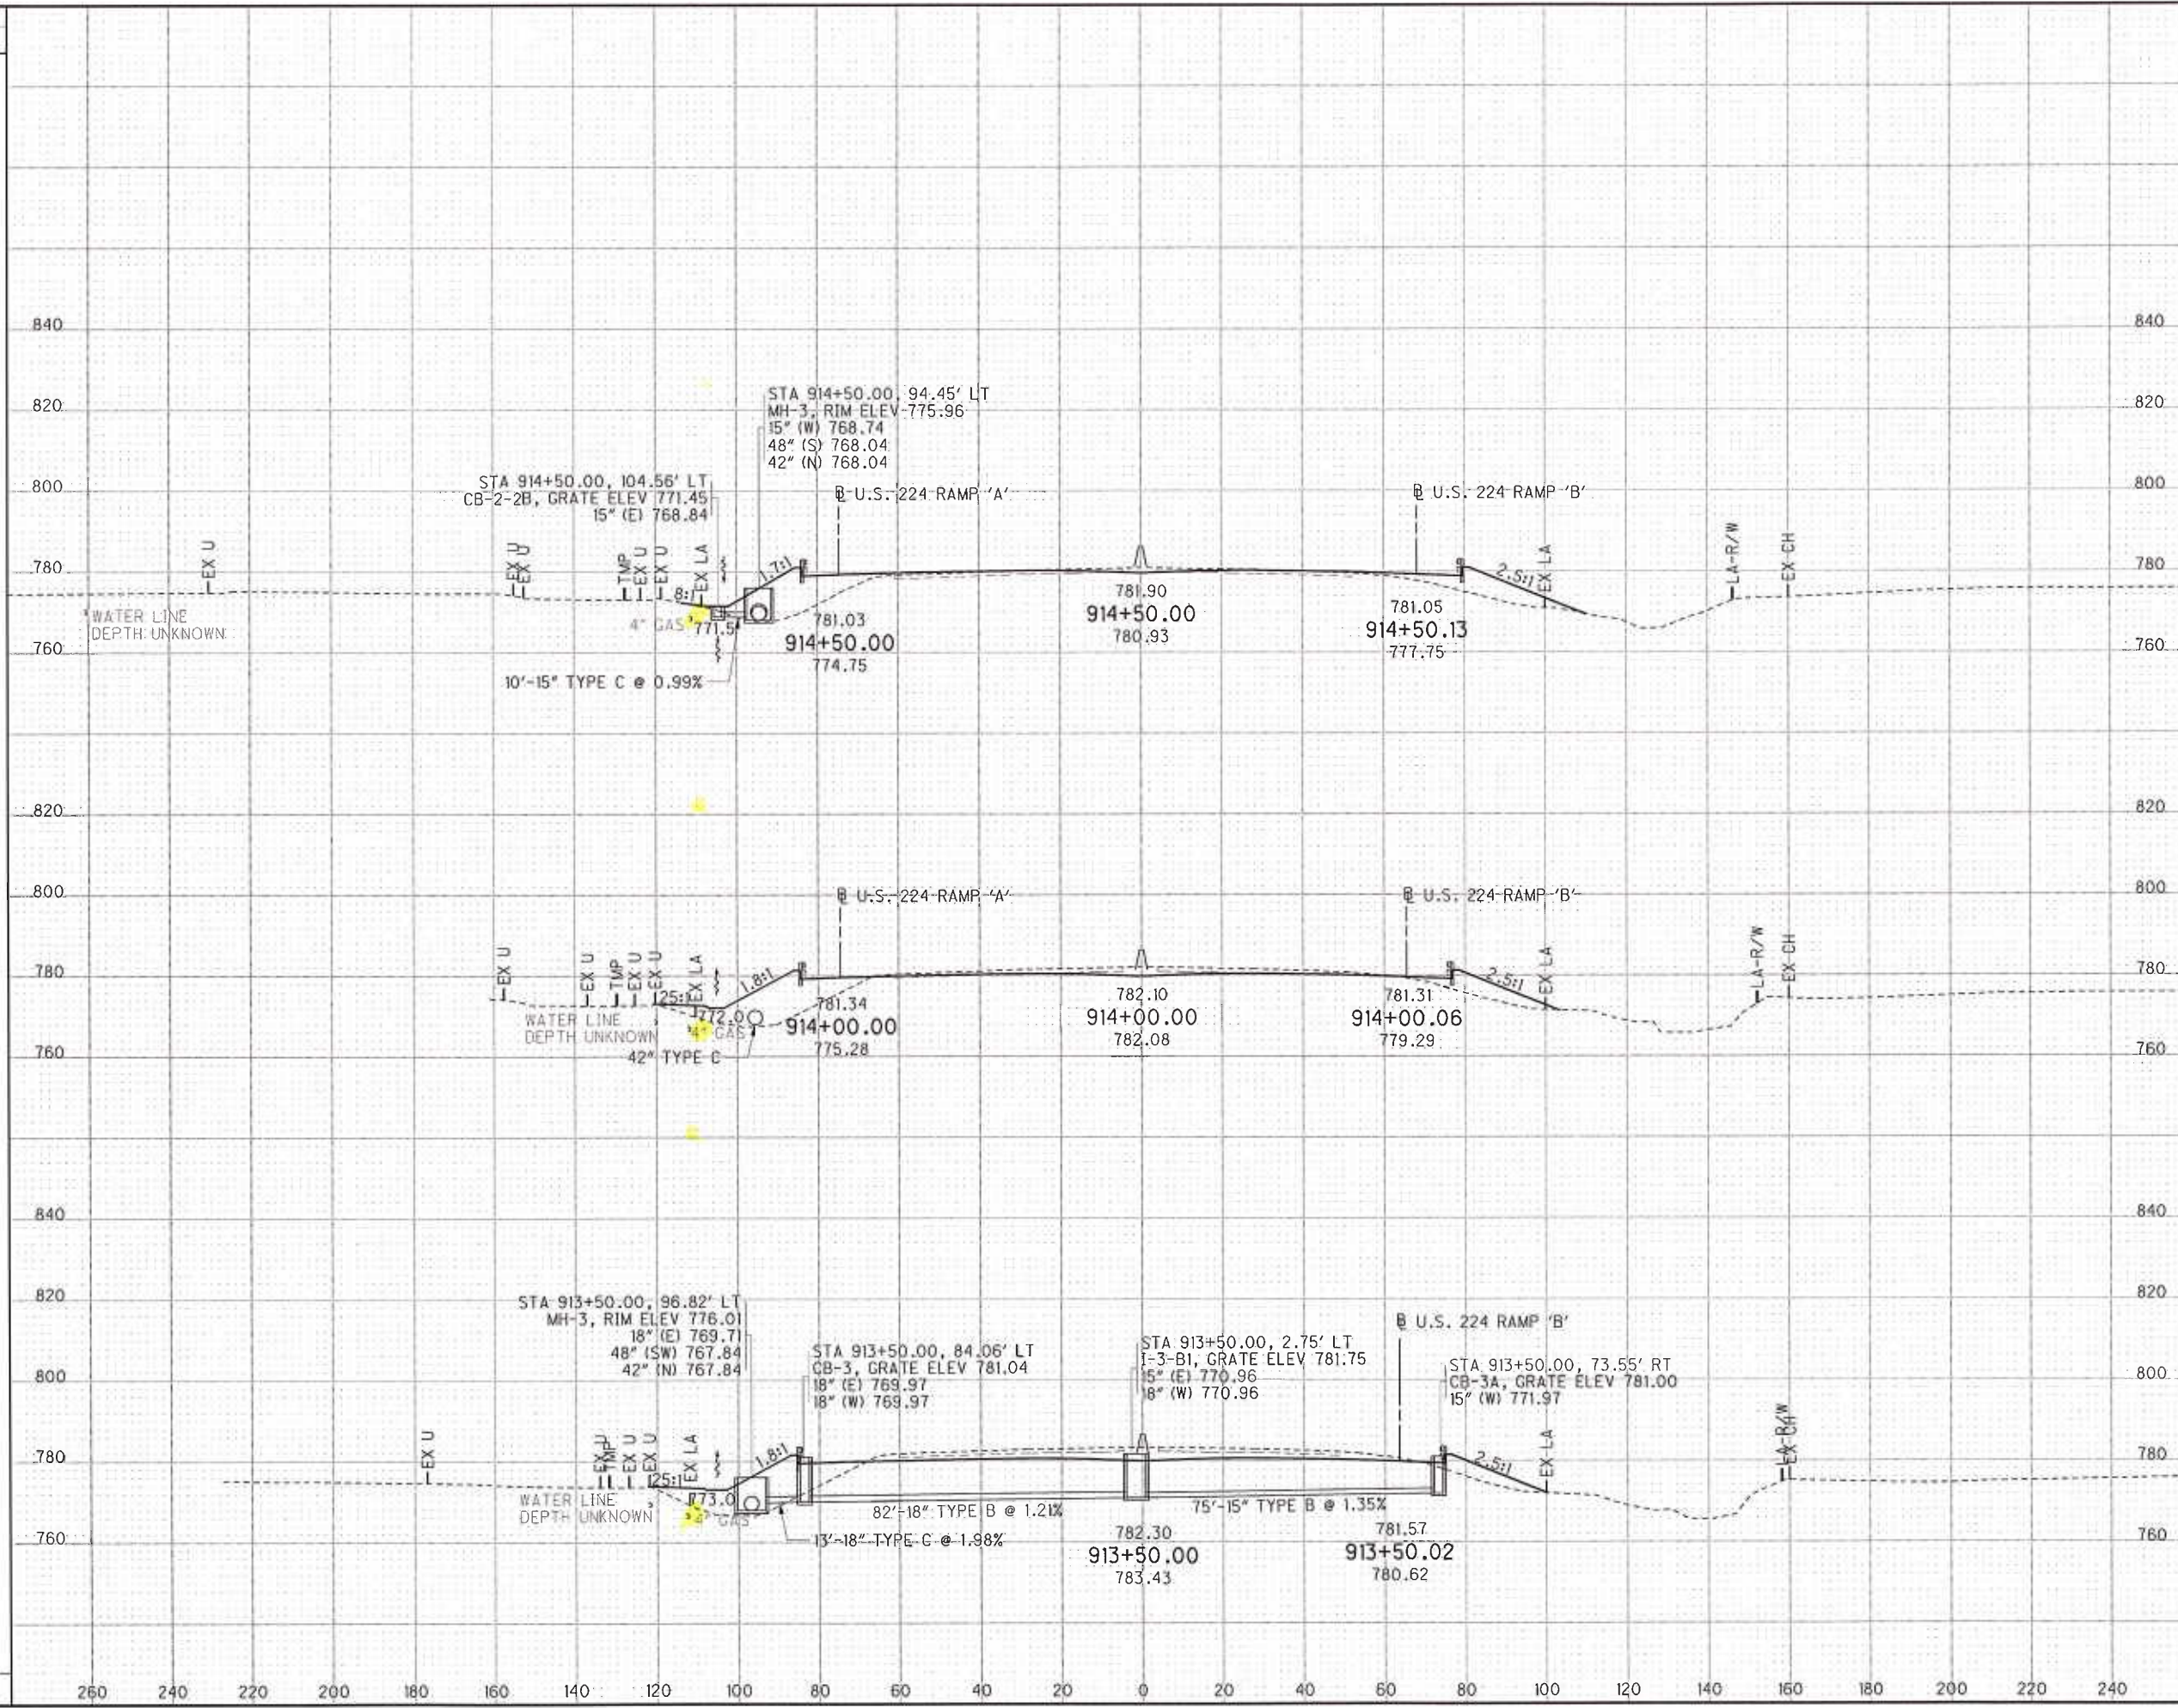 840 840
820 820
STA 914+50.00, 94.45' LT
MH-3, RIM ELEV 775.96
15" (W) 768.74
48" (S) 768.04
42" (N) 768.04
STA 914+50.00, 104.56' LT
CB-2-2B, GRATE ELEV 771.45
15" (E) 768.84
800 800
℄ U.S. 224 RAMP 'A'
℄ U.S. 224 RAMP 'B'
EX U
EX U
EX U
TMP
EX U
EX U
EX LA
EX LA
LA-R/W
EX CH
780 780
8:1
1.7:1
2.5:1
WATER LINE
DEPTH UNKNOWN
4" GAS
771.5
781.03
914+50.00
774.75
781.90
914+50.00
780.93
781.05
914+50.13
777.75
760 760
10'-15" TYPE C @ 0.99%
820 820
800 800
℄ U.S. 224 RAMP 'A'
℄ U.S. 224 RAMP 'B'
EX U
EX U
TMP
EX U
EX U
EX LA
EX LA
LA-R/W
EX CH
780 780
25:1
1.8:1
2.5:1
WATER LINE
DEPTH UNKNOWN
772.0
4" GAS
42" TYPE C
781.34
914+00.00
775.28
782.10
914+00.00
782.08
781.31
914+00.06
779.29
760 760
840 840
820 820
STA 913+50.00, 96.82' LT
MH-3, RIM ELEV 776.01
18" (E) 769.71
48" (SW) 767.84
42" (N) 767.84
STA 913+50.00, 84.06' LT
CB-3, GRATE ELEV 781.04
18" (E) 769.97
18" (W) 769.97
STA 913+50.00, 2.75' LT
I-3-B1, GRATE ELEV 781.75
15" (E) 770.96
18" (W) 770.96
℄ U.S. 224 RAMP 'B'
STA 913+50.00, 73.55' RT
CB-3A, GRATE ELEV 781.00
15" (W) 771.97
800 800
EX U
EX U
TMP
EX U
EX U
EX LA
EX LA
LA-R/W
EX CH
780 780
25:1
1.8:1
2.5:1
WATER LINE
DEPTH UNKNOWN
773.0
4" GAS
82'-18" TYPE B @ 1.21%
75'-15" TYPE B @ 1.35%
13'-18" TYPE C @ 1.98%
782.30
913+50.00
783.43
781.57
913+50.02
780.62
760 760
260 240 220 200 180 160 140 120 100 80 60 40 20 0 20 40 60 80 100 120 140 160 180 200 220 240